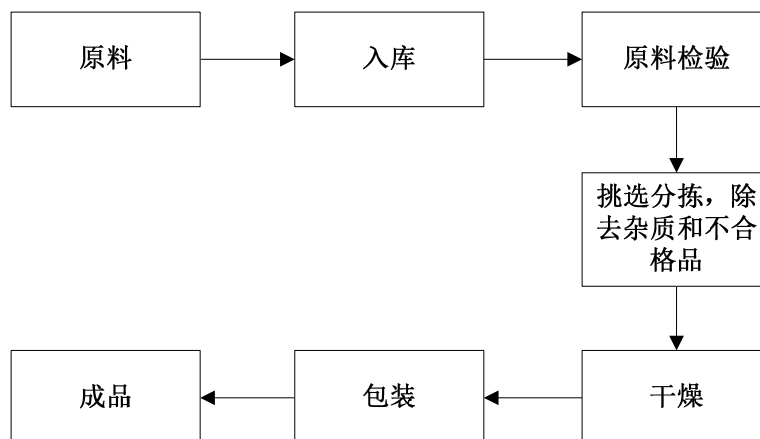 原料
入库
原料检验
挑选分拣，除
去杂质和不合
格品
成品
包装
干燥